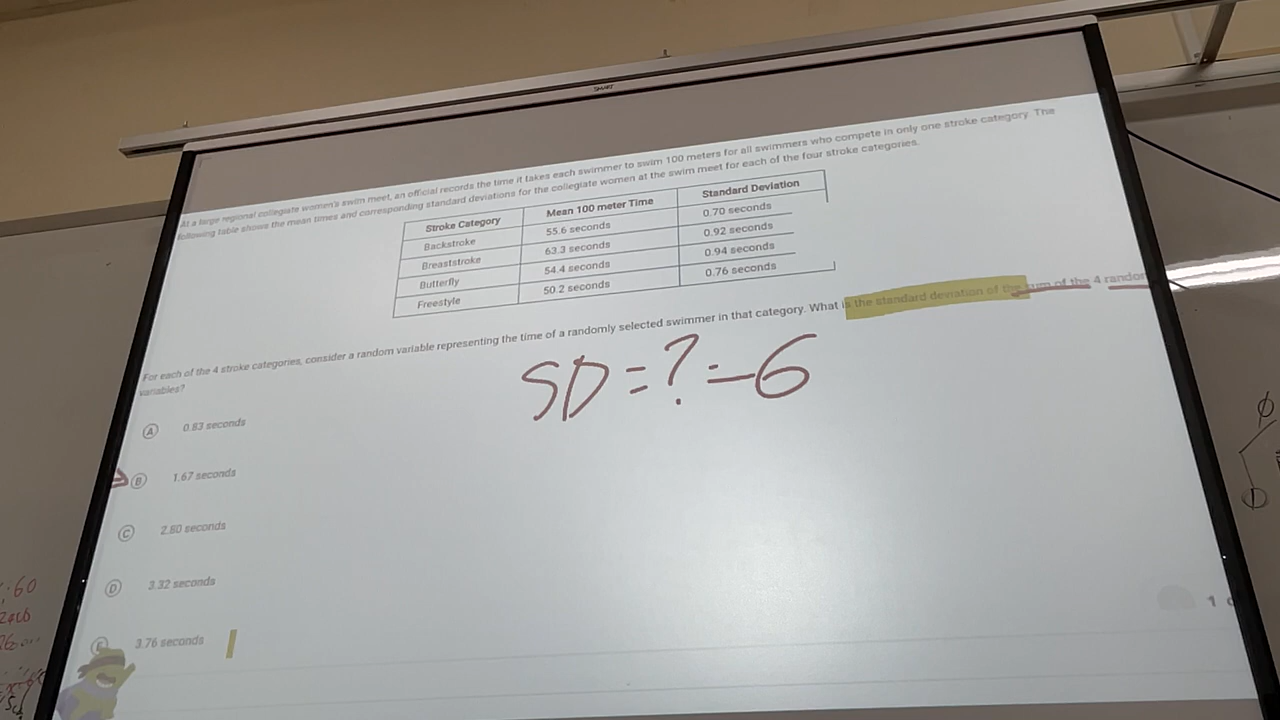 SMART
At a large regional collegiate women's swim meet, an official records the time it takes each swimmer to swim 100 meters for all swimmers who compete in only one stroke category. The
following table shows the mean times and corresponding standard deviations for the collegiate women at the swim meet for each of the four stroke categories.
Stroke Category Mean 100 meter Time Standard Deviation
Backstroke 55.6 seconds 0.70 seconds
Breaststroke 63.3 seconds 0.92 seconds
Butterfly 54.4 seconds 0.94 seconds
Freestyle 50.2 seconds 0.76 seconds
For each of the 4 stroke categories, consider a random variable representing the time of a randomly selected swimmer in that category. What is the standard deviation of the sum of the 4 random
variables?
SD=?=6
A 0.83 seconds
B 1.67 seconds
C 2.80 seconds
D 3.32 seconds
E 3.76 seconds
1
:60